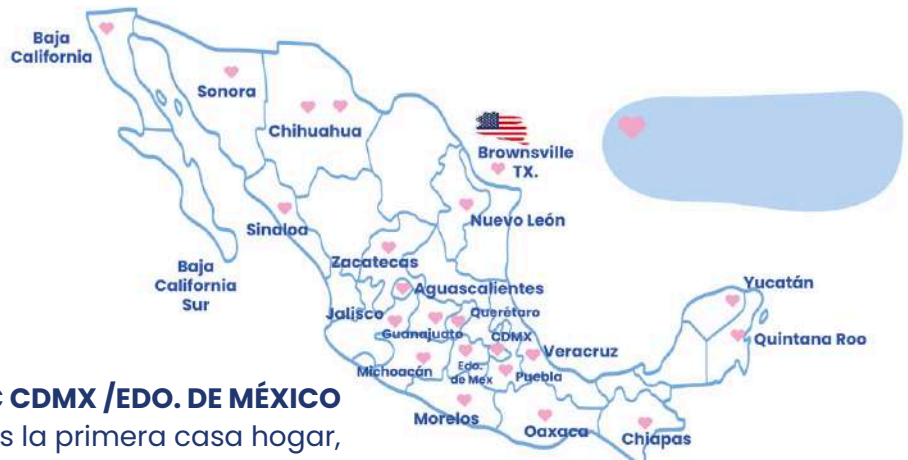 Baja
California
Sonora
Chihuahua
Brownsville
TX.
Nuevo León
Sinaloa
Zacatecas
Baja
California
Sur
Aguascalientes
Yucatán
Jalisco
Querétaro
Guanajuato
CDMX
Quintana Roo
Veracruz
Michoacán
Edo.
de Mex
Puebla
CDMX /EDO. DE MÉXICO
Morelos
la primera casa hogar,
Oaxaca
Chiapas